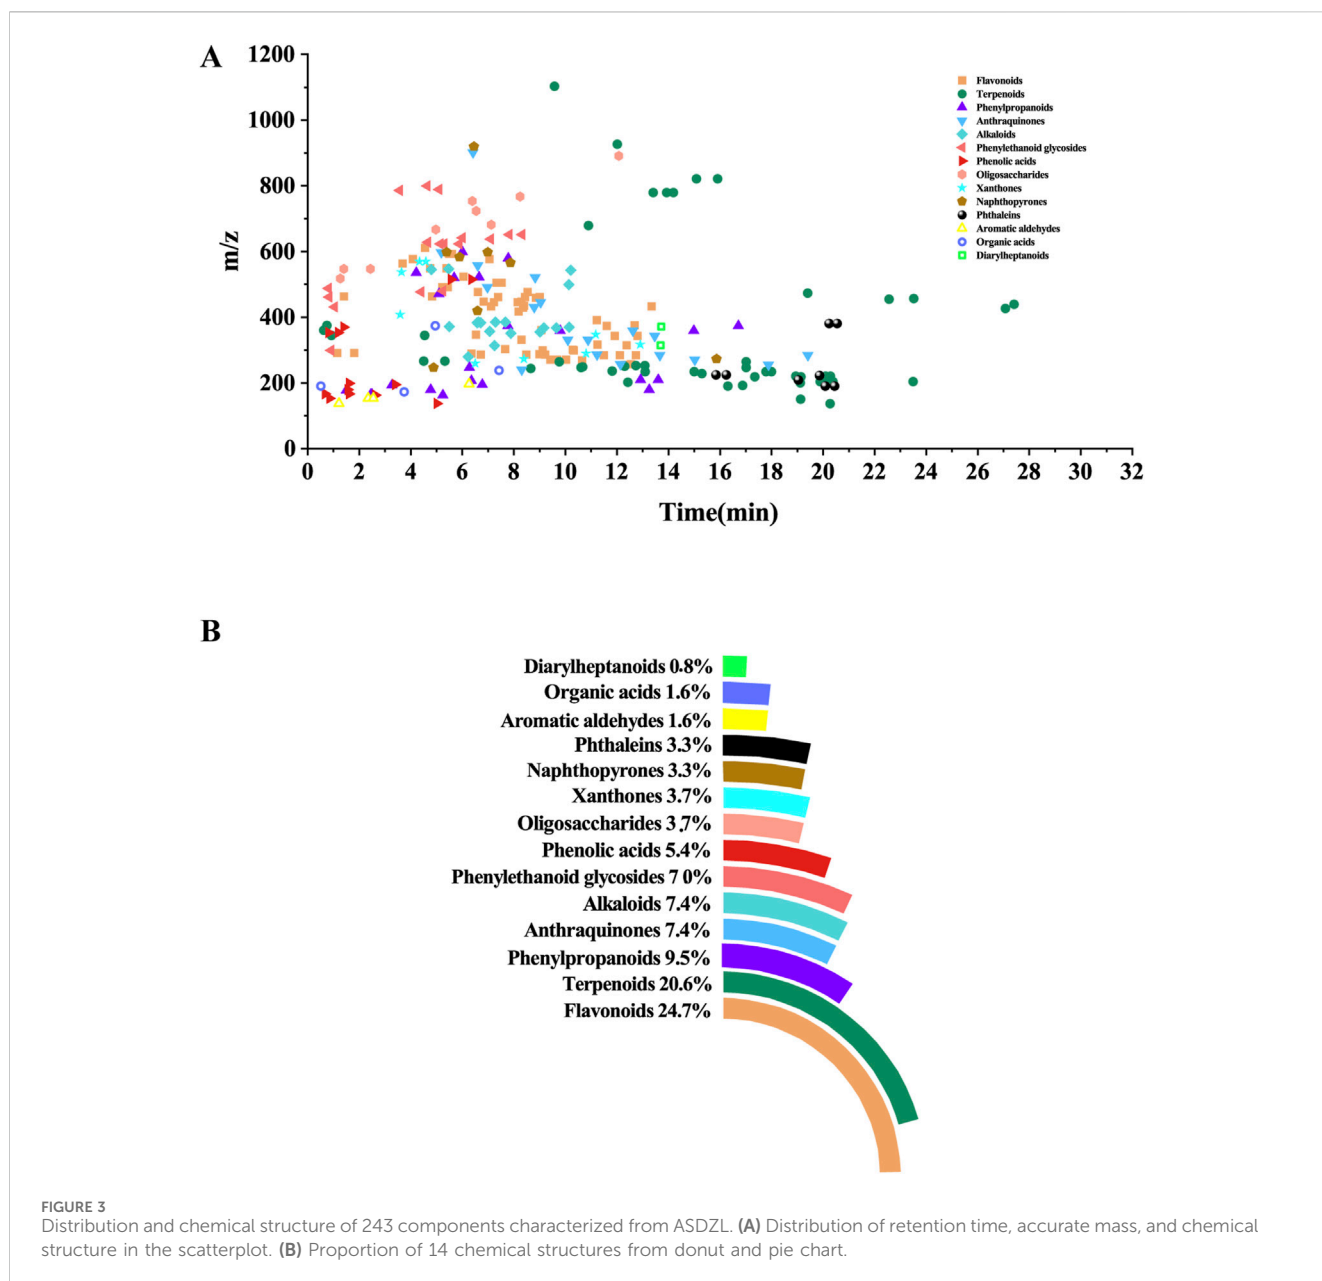 A
1200
1000
800
600
400
200
0
m/z
0 2 4 6 8 10 12 14 16 18 20 22 24 26 28 30 32
Time(min)
Flavonoids
Terpenoids
Phenylpropanoids
Anthraquinones
Alkaloids
Phenylethanoid glycosides
Phenolic acids
Oligosaccharides
Xanthones
Naphthopyrones
Phthaleins
Aromatic aldehydes
Organic acids
Diarylheptanoids
B
Diarylheptanoids 0.8%
Organic acids 1.6%
Aromatic aldehydes 1.6%
Phthaleins 3.3%
Naphthopyrones 3.3%
Xanthones 3.7%
Oligosaccharides 3.7%
Phenolic acids 5.4%
Phenylethanoid glycosides 7 0%
Alkaloids 7.4%
Anthraquinones 7.4%
Phenylpropanoids 9.5%
Terpenoids 20.6%
Flavonoids 24.7%
FIGURE 3
Distribution and chemical structure of 243 components characterized from ASDZL. (A) Distribution of retention time, accurate mass, and chemical
structure in the scatterplot. (B) Proportion of 14 chemical structures from donut and pie chart.